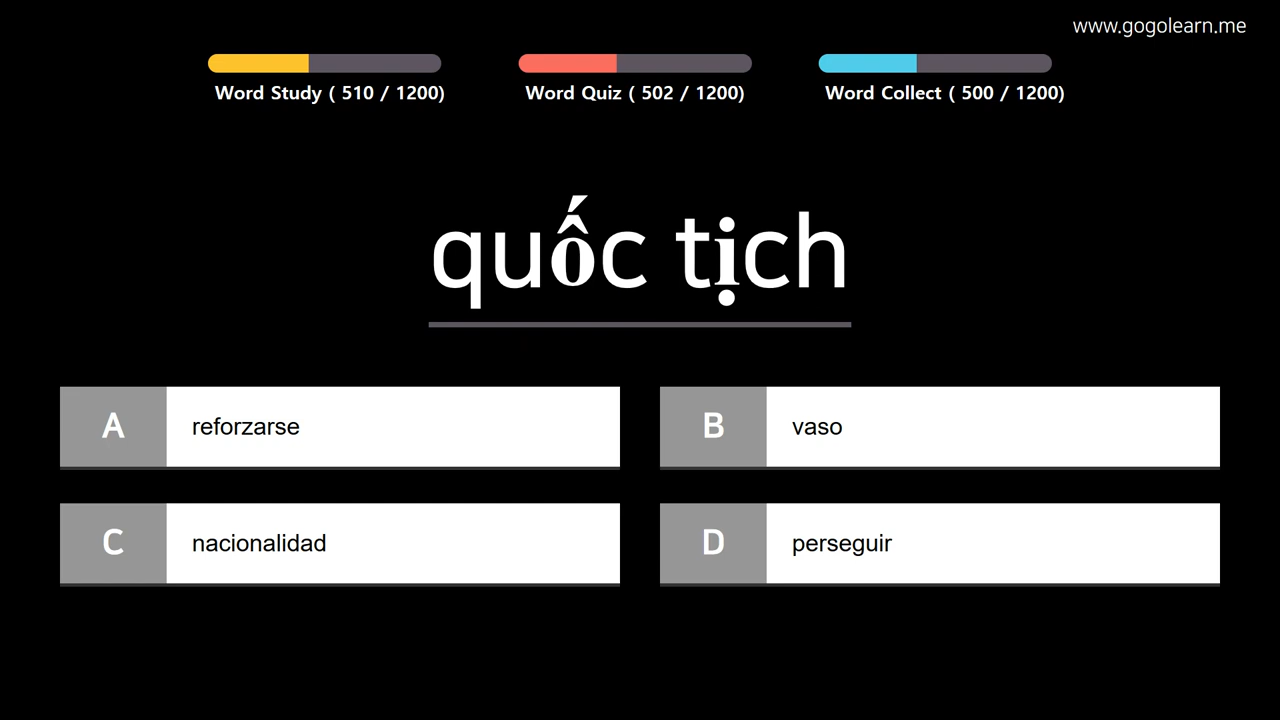 www.gogolearn.me
Word Study ( 510 / 1200)
Word Quiz ( 502 / 1200)
Word Collect ( 500 / 1200)
quốc tịch
A reforzarse
B vaso
C nacionalidad
D perseguir